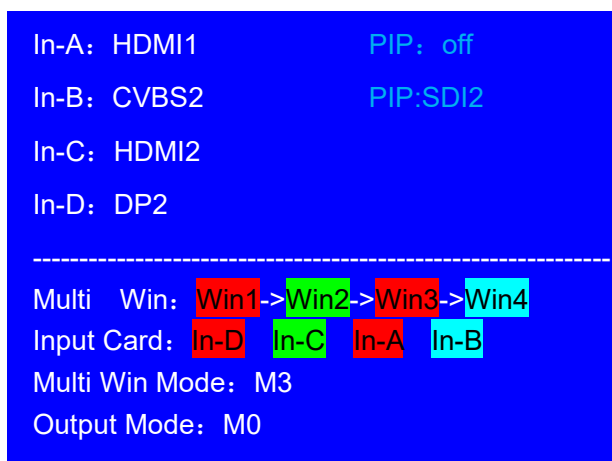 In-A：HDMI1 PIP：off
In-B：CVBS2 PIP:SDI2
In-C：HDMI2
In-D：DP2
----------------------------------------------------------------
Multi Win：Win1->Win2->Win3->Win4
Input Card：In-D In-C In-A In-B
Multi Win Mode：M3
Output Mode：M0